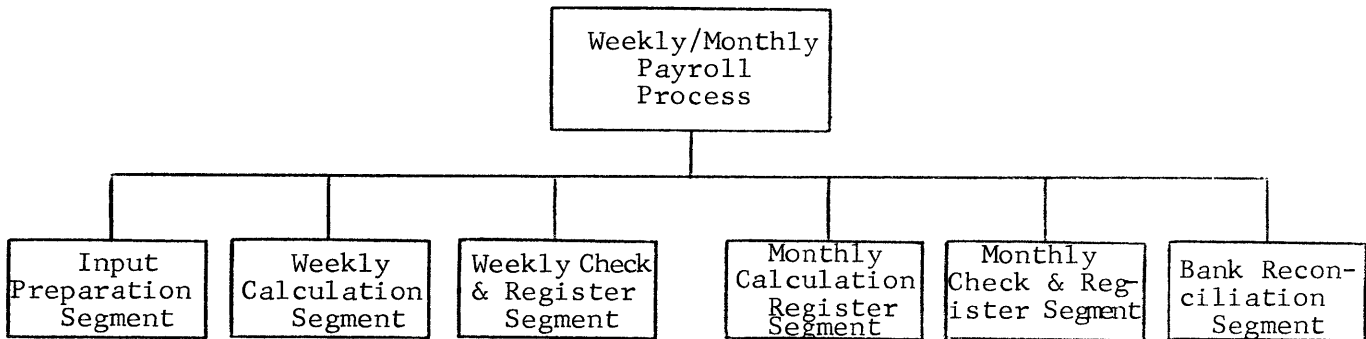 Weekly/Monthly
Payroll
Process
Input
Preparation
Segment
Weekly
Calculation
Segment
Weekly Check
& Register
Segment
Monthly
Calculation
Register
Segment
Monthly
Check & Reg-
ister Segment
Bank Recon-
ciliation
Segment